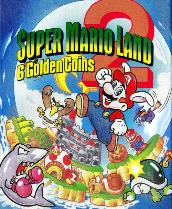 SUPER MARIO LAND
2
6 Golden Coins